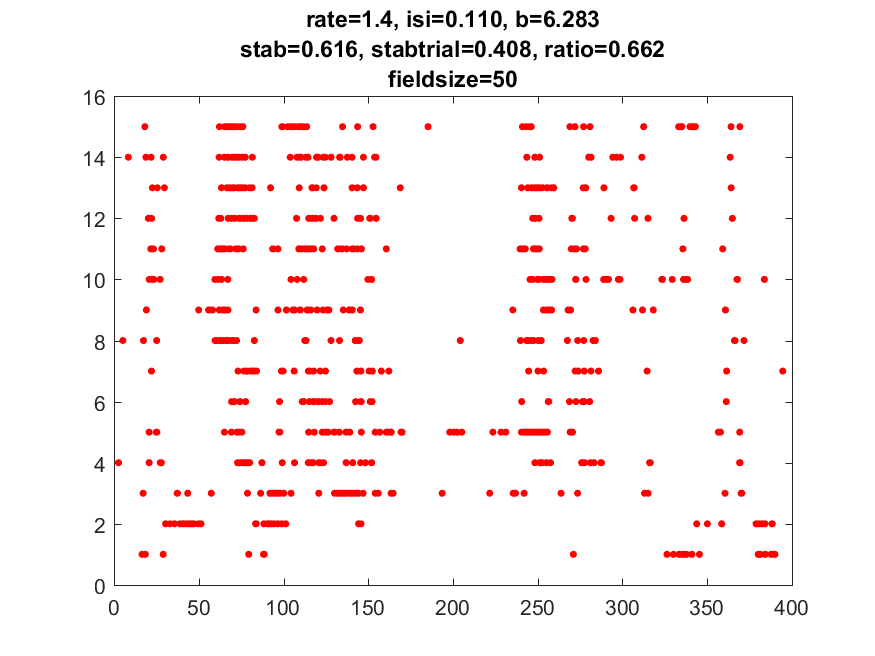 rate=1.4, isi=0.110, b=6.283
stab=0.616, stabtrial=0.408, ratio=0.662
fieldsize=50
16
14
12
10
8
6
4
2
0
0 50 100 150 200 250 300 350 400